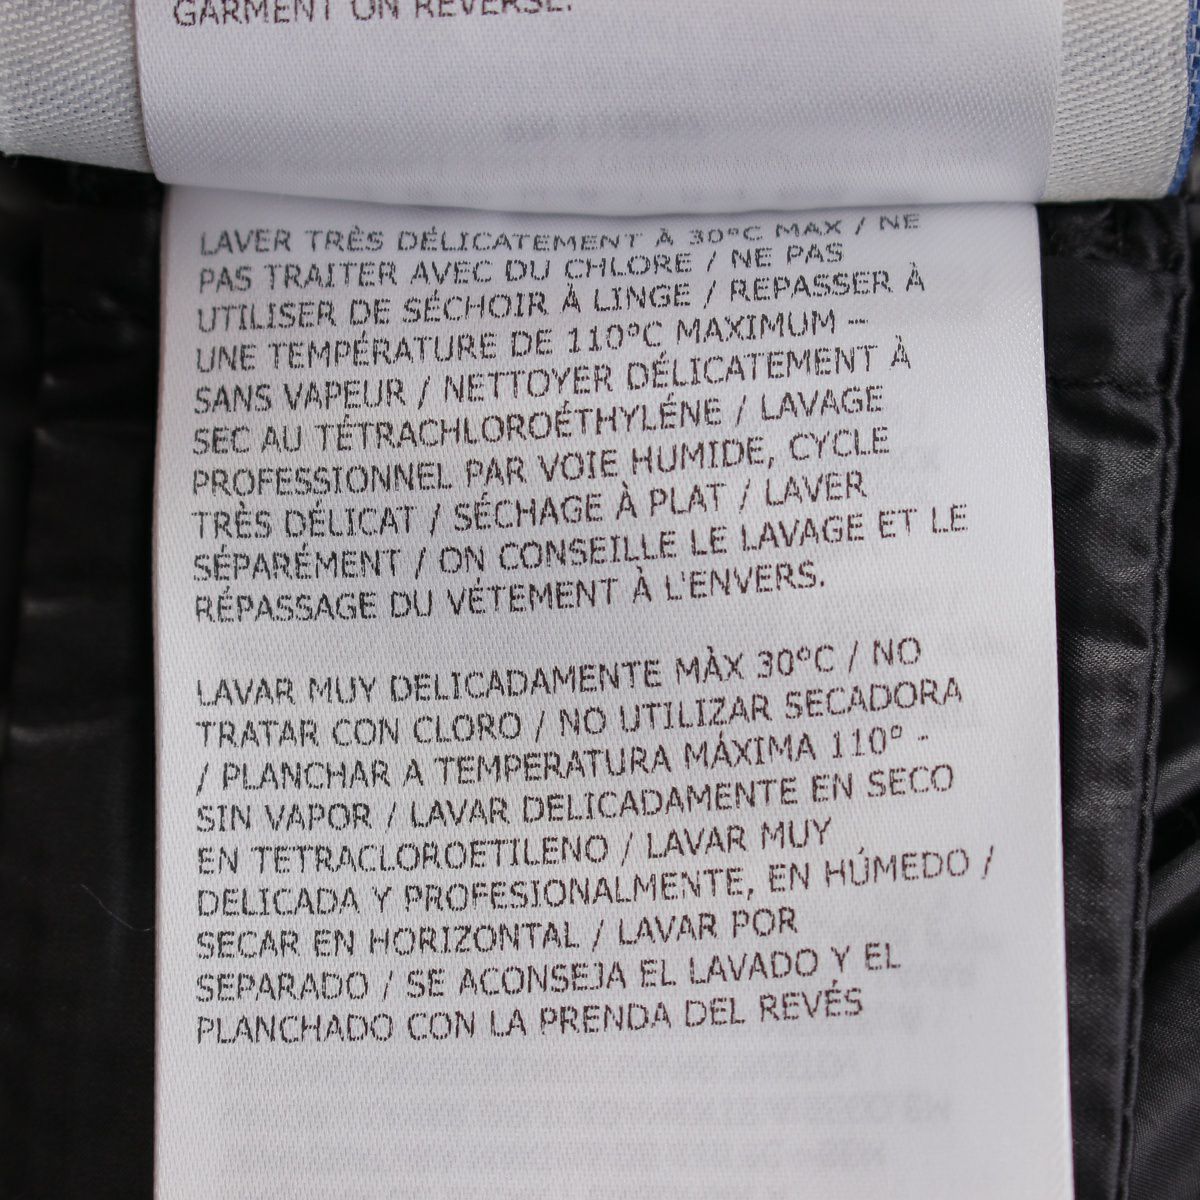 GARMENT ON REVERSE.
LAVER TRÈS DÉLICATEMENT À 30°C MAX / NE
PAS TRAITER AVEC DU CHLORE / NE PAS
UTILISER DE SÉCHOIR À LINGE / REPASSER À
UNE TEMPÉRATURE DE 110°C MAXIMUM –
SANS VAPEUR / NETTOYER DÉLICATEMENT À
SEC AU TÉTRACHLOROÉTHYLÉNE / LAVAGE
PROFESSIONNEL PAR VOIE HUMIDE, CYCLE
TRÈS DÉLICAT / SÉCHAGE À PLAT / LAVER
SÉPARÉMENT / ON CONSEILLE LE LAVAGE ET LE
RÉPASSAGE DU VÉTEMENT À L'ENVERS.
LAVAR MUY DELICADAMENTE MÀX 30°C / NO
TRATAR CON CLORO / NO UTILIZAR SECADORA
/ PLANCHAR A TEMPERATURA MÁXIMA 110° -
SIN VAPOR / LAVAR DELICADAMENTE EN SECO
EN TETRACLOROETILENO / LAVAR MUY
DELICADA Y PROFESIONALMENTE, EN HÚMEDO /
SECAR EN HORIZONTAL / LAVAR POR
SEPARADO / SE ACONSEJA EL LAVADO Y EL
PLANCHADO CON LA PRENDA DEL REVÉS